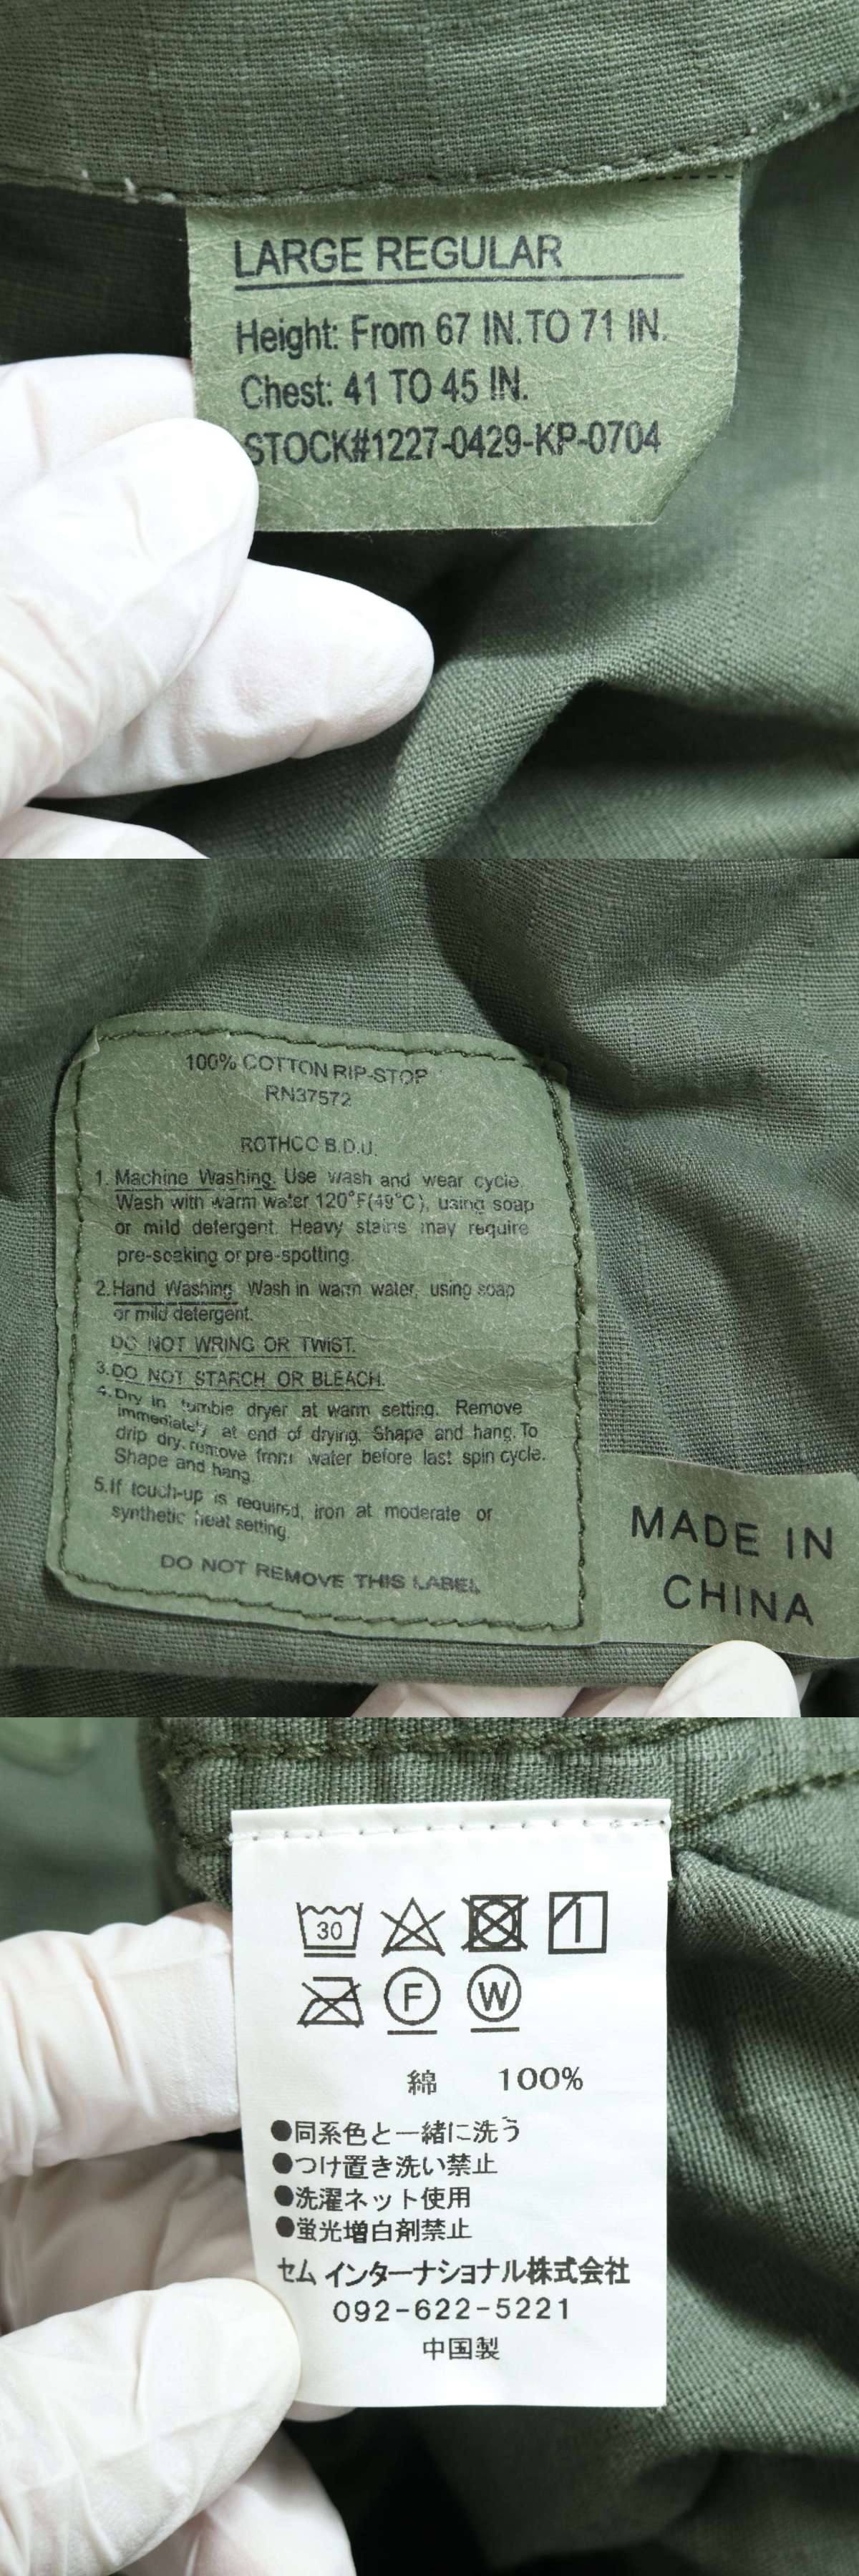 LARGE REGULAR
Height: From 67 IN.TO 71 IN.
Chest: 41 TO 45 IN.
STOCK#1227-0429-KP-0704
100% COTTON RIP-STOP
RN37572
ROTHCO B.D.U.
1. Machine Washing. Use wash and wear cycle.
Wash with warm water 120°F(49°C), using soap
or mild detergent. Heavy stains may require
pre-soaking or pre-spotting.
2. Hand Washing. Wash in warm water, using soap
or mild detergent.
DO NOT WRING OR TWIST.
3.DO NOT STARCH OR BLEACH.
4.Dry in tumble dryer at warm setting. Remove
immediately at end of drying. Shape and hang. To
drip dry, remove from water before last spin cycle.
Shape and hang.
5.If touch-up is required, iron at moderate or
synthetic heat setting.
DO NOT REMOVE THIS LABEL
MADE IN
CHINA
30
F W
綿 100%
●同系色と一緒に洗う
●つけ置き洗い禁止
●洗濯ネット使用
●蛍光増白剤禁止
セム インターナショナル株式会社
092-622-5221
中国製